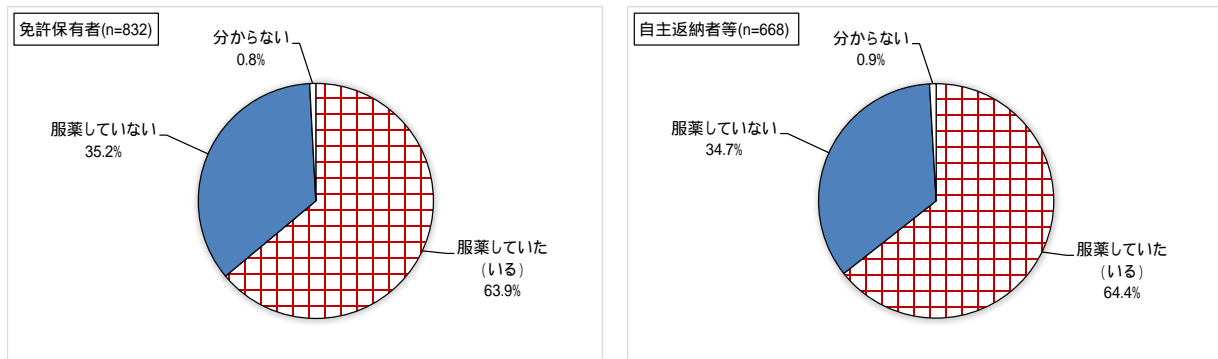 免許保有者(n=832)
分からない
0.8%
服薬していない
35.2%
服薬していた
(いる)
63.9%
自主返納者等(n=668)
分からない
0.9%
服薬していない
34.7%
服薬していた
(いる)
64.4%